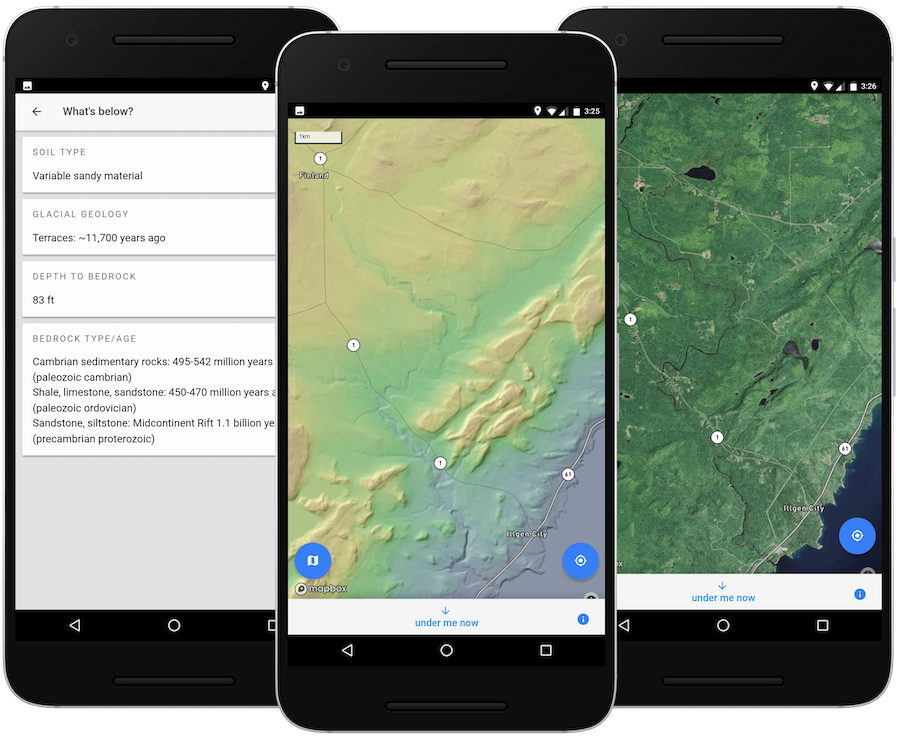 What's below?
SOIL TYPE
Variable sandy material
GLACIAL GEOLOGY
Terraces: ~11,700 years ago
DEPTH TO BEDROCK
83 ft
BEDROCK TYPE/AGE
Cambrian sedimentary rocks: 495-542 million years
(paleozoic cambrian)
Shale, limestone, sandstone: 450-470 million years a
(paleozoic ordovician)
Sandstone, siltstone: Midcontinent Rift 1.1 billion ye
(precambrian proterozoic)
3:25
1km
1
Finland
1
1
61
Illgen City
mapbox
under me now
3:26
1
1
61
Illgen City
ox
under me now